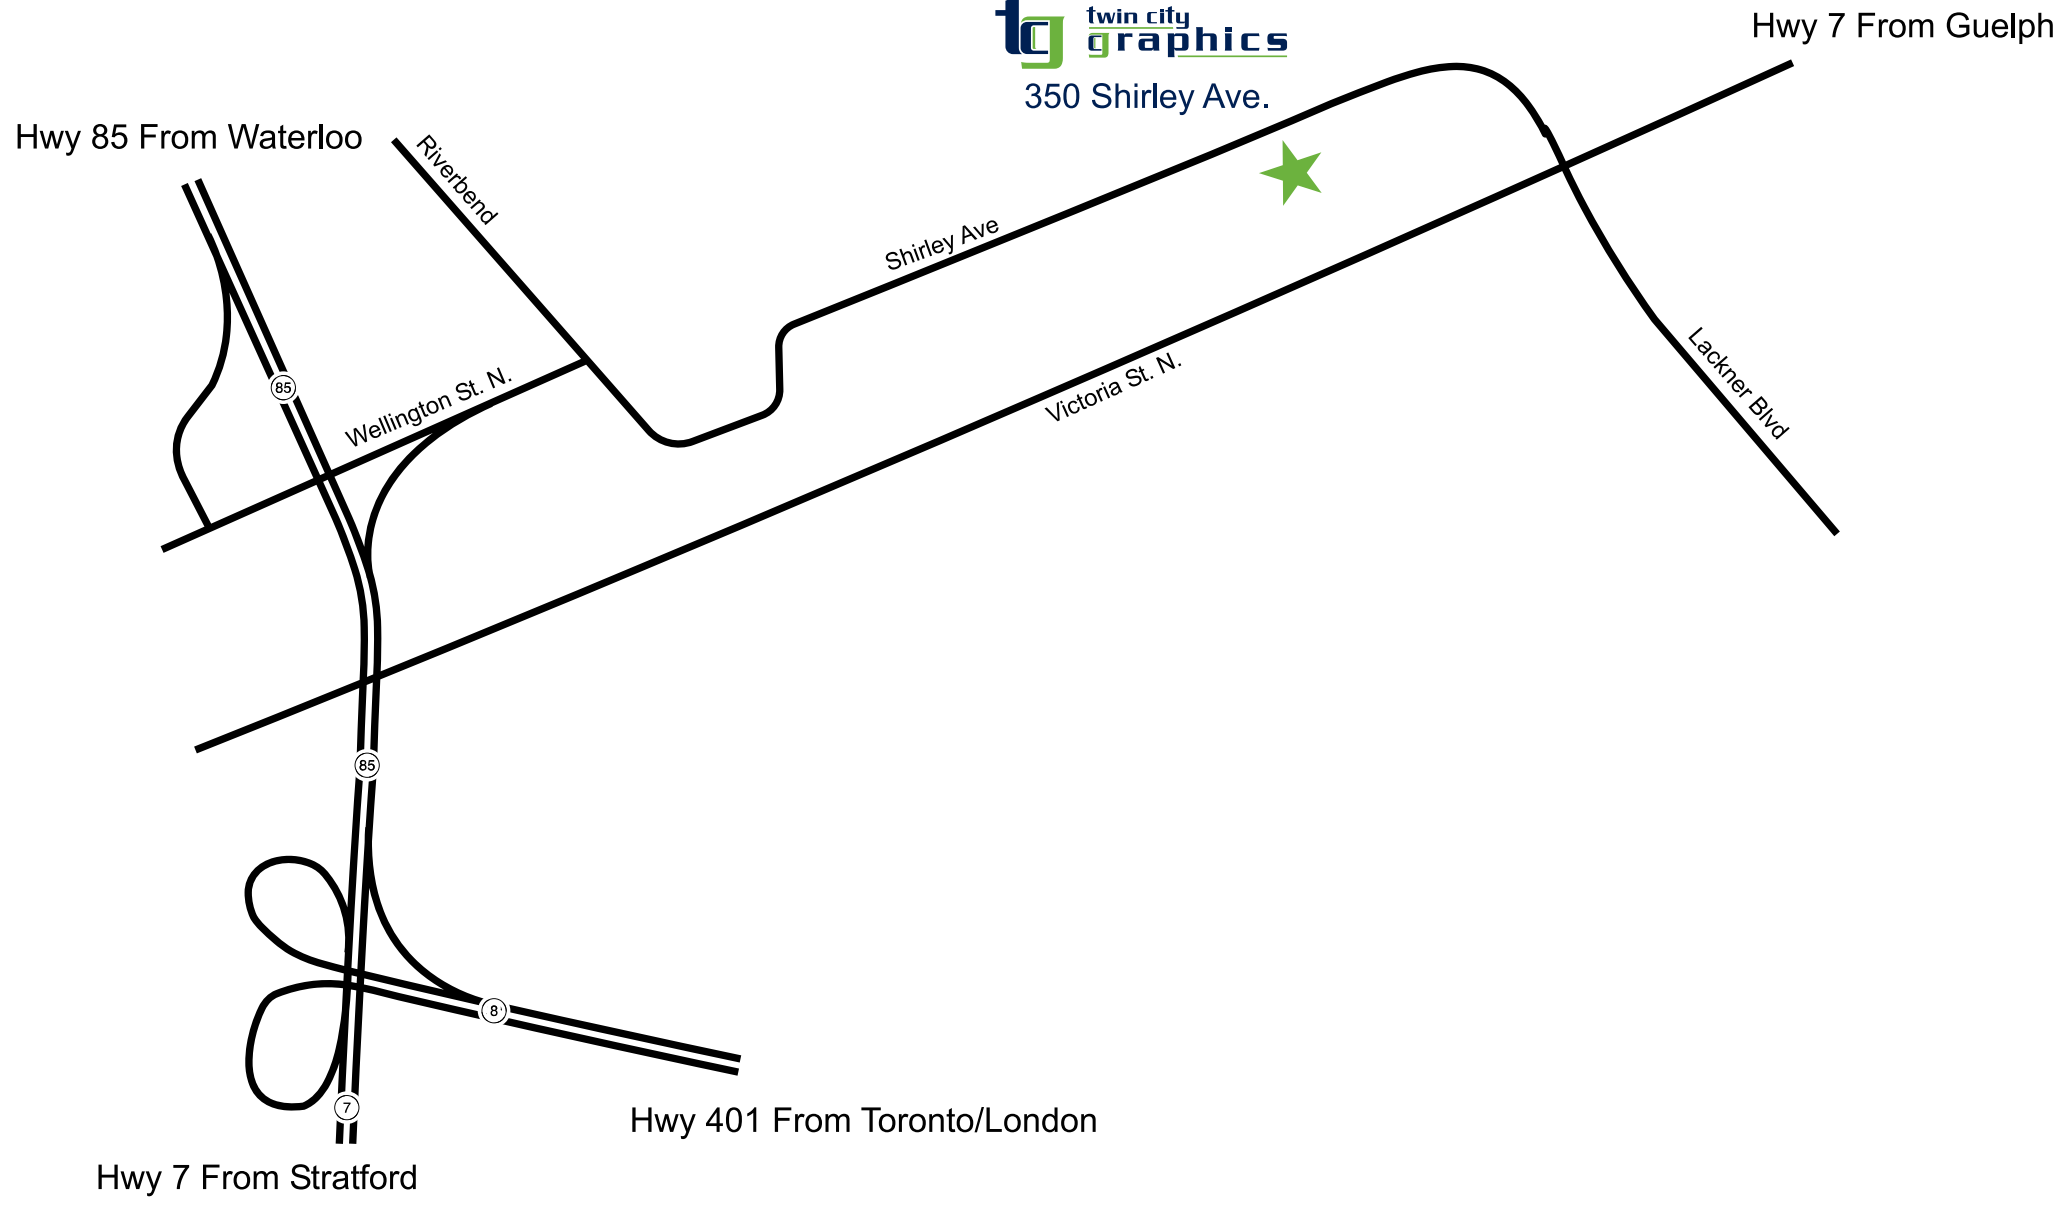 tcg
twin city
graphics
350 Shirley Ave.
Hwy 7 From Guelph
Hwy 85 From Waterloo
Riverbend
Shirley Ave
Lackner Blvd
Victoria St. N.
Wellington St. N.
85
85
8
7
Hwy 401 From Toronto/London
Hwy 7 From Stratford